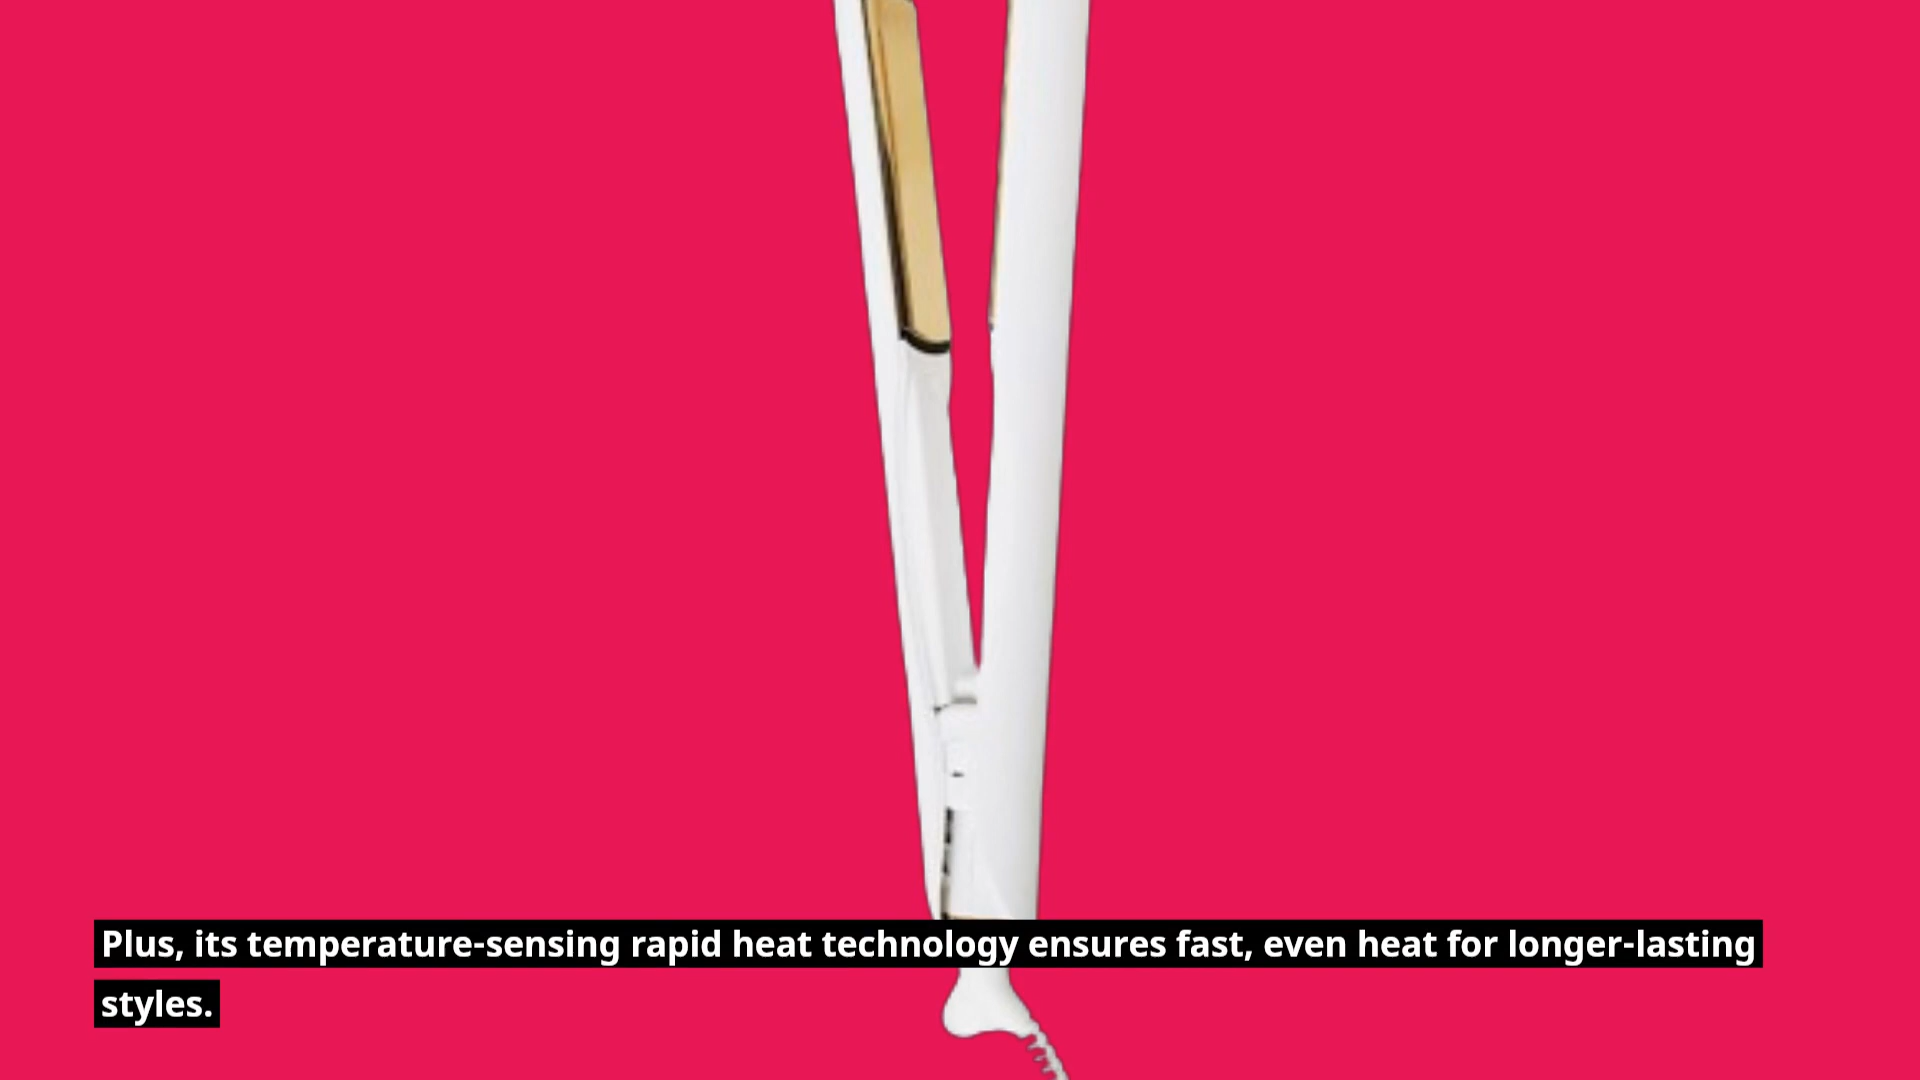 Plus, its temperature-sensing rapid heat technology ensures fast, even heat for longer-lasting
styles.